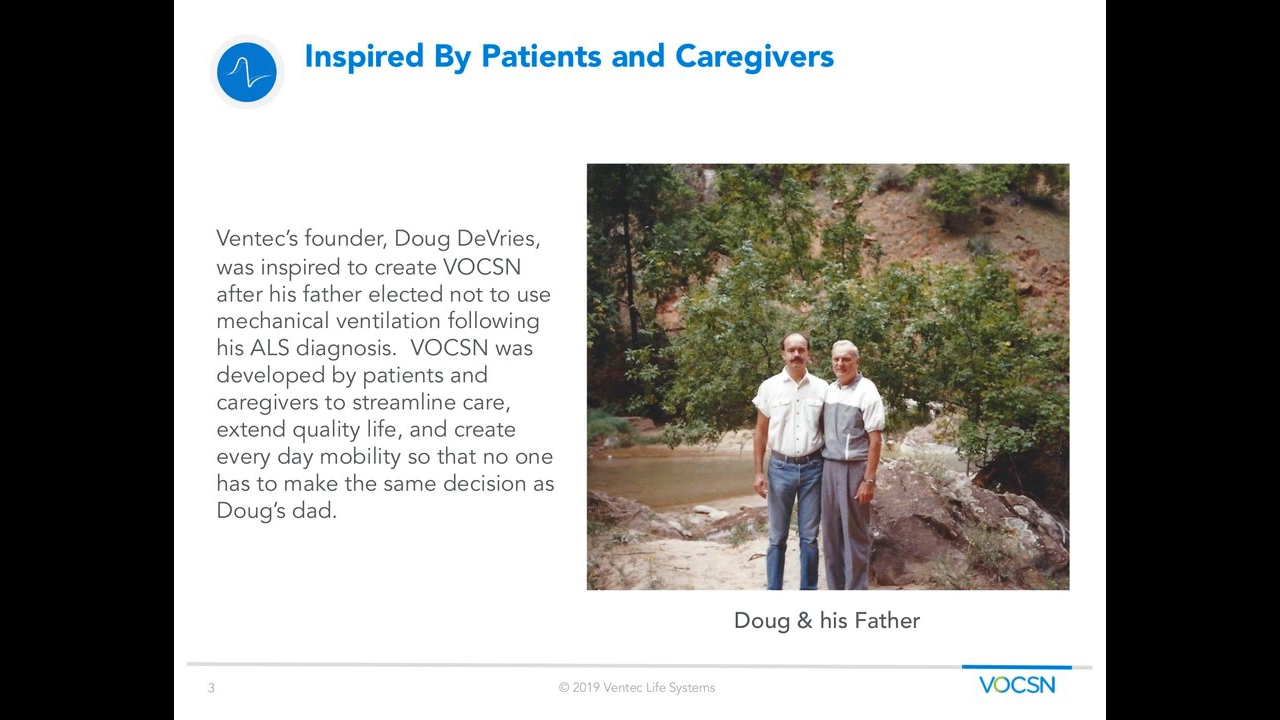 Inspired By Patients and Caregivers
Ventec’s founder, Doug DeVries,
was inspired to create VOCSN
after his father elected not to use
mechanical ventilation following
his ALS diagnosis.  VOCSN was
developed by patients and
caregivers to streamline care,
extend quality life, and create
every day mobility so that no one
has to make the same decision as
Doug’s dad.
Doug & his Father
3
© 2019 Ventec Life Systems
VOCSN